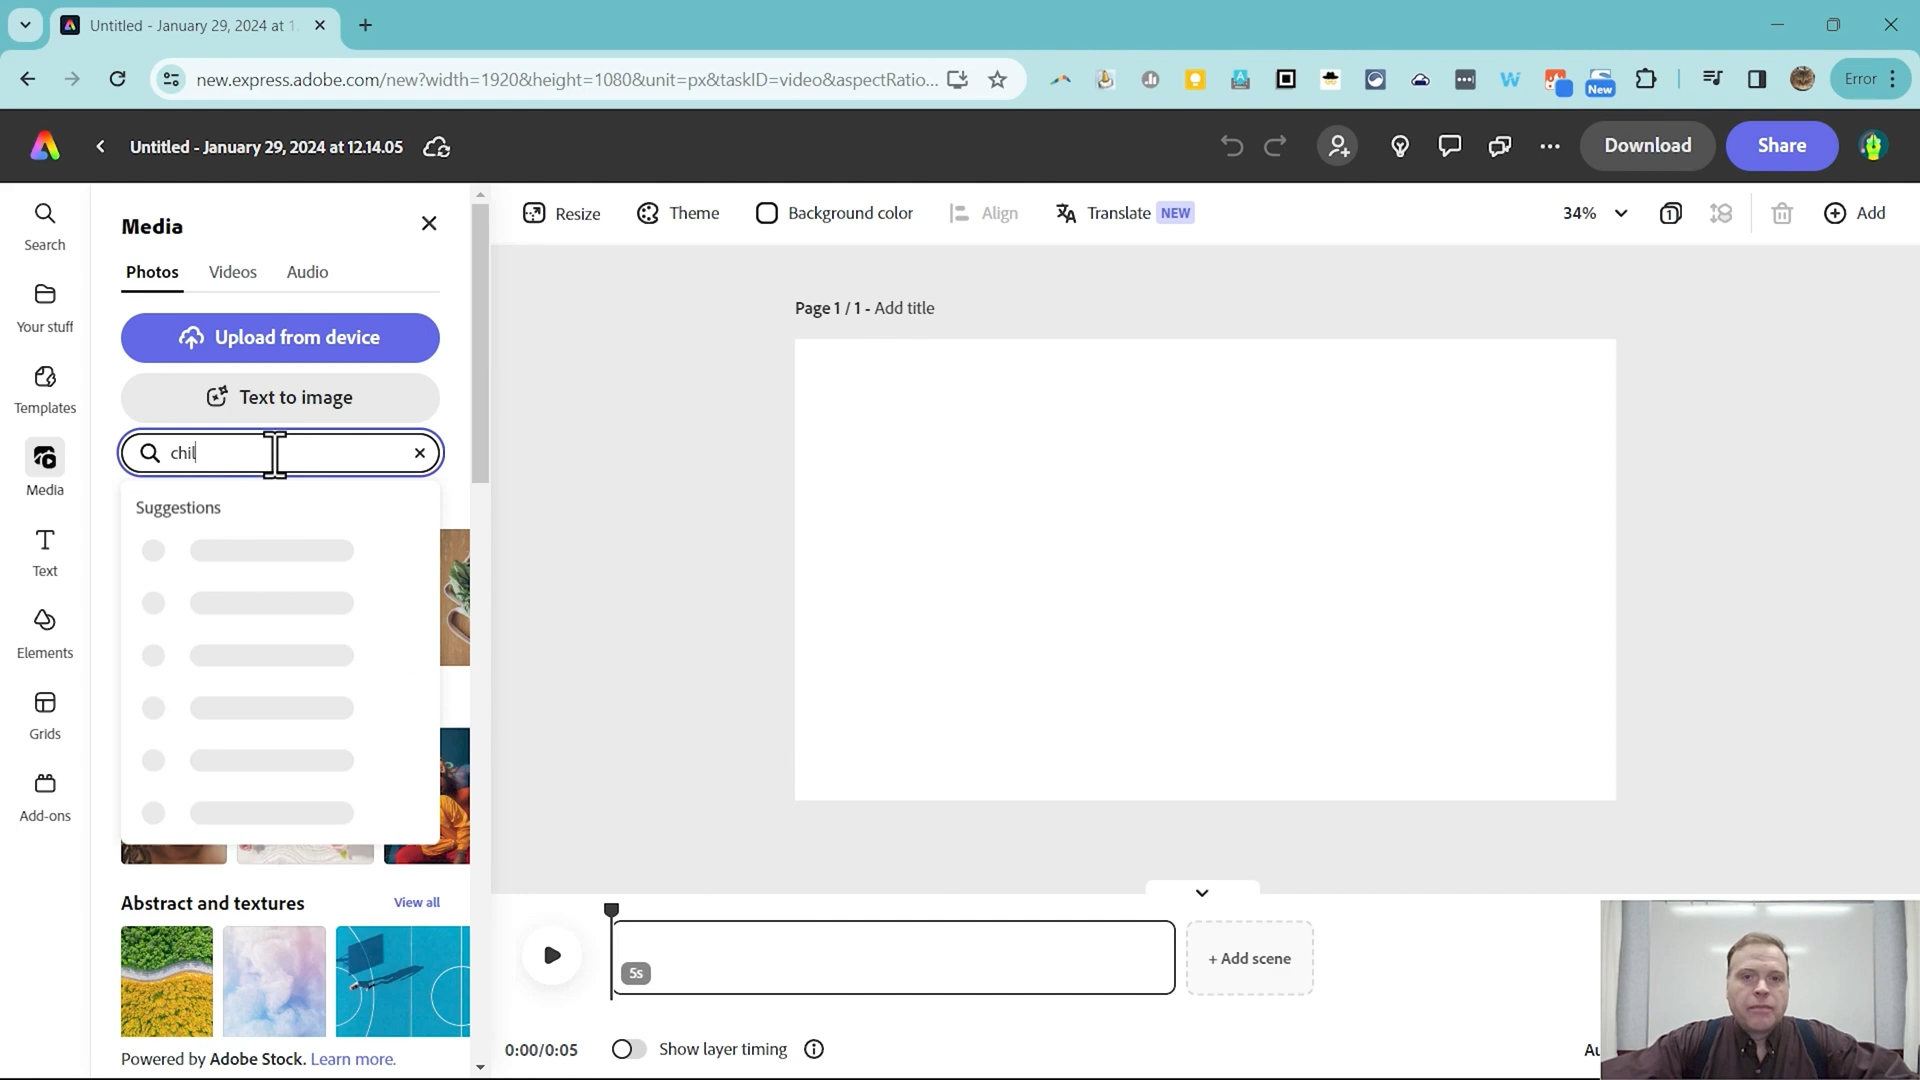 Untitled - January 29, 2024 at 1
new.express.adobe.com/new?width=1920&height=1080&unit=px&taskID=video&aspectRatio...
New
Error
Untitled - January 29, 2024 at 12.14.05
Download
Share
Search
Your stuff
Templates
Media
Text
Elements
Grids
Add-ons
Media
Photos Videos Audio
Upload from device
Text to image
chil
Suggestions
Abstract and textures View all
Powered by Adobe Stock. Learn more.
Resize Theme Background color Align Translate NEW
34% 1 Add
Page 1 / 1 - Add title
5s
+ Add scene
0:00/0:05 Show layer timing